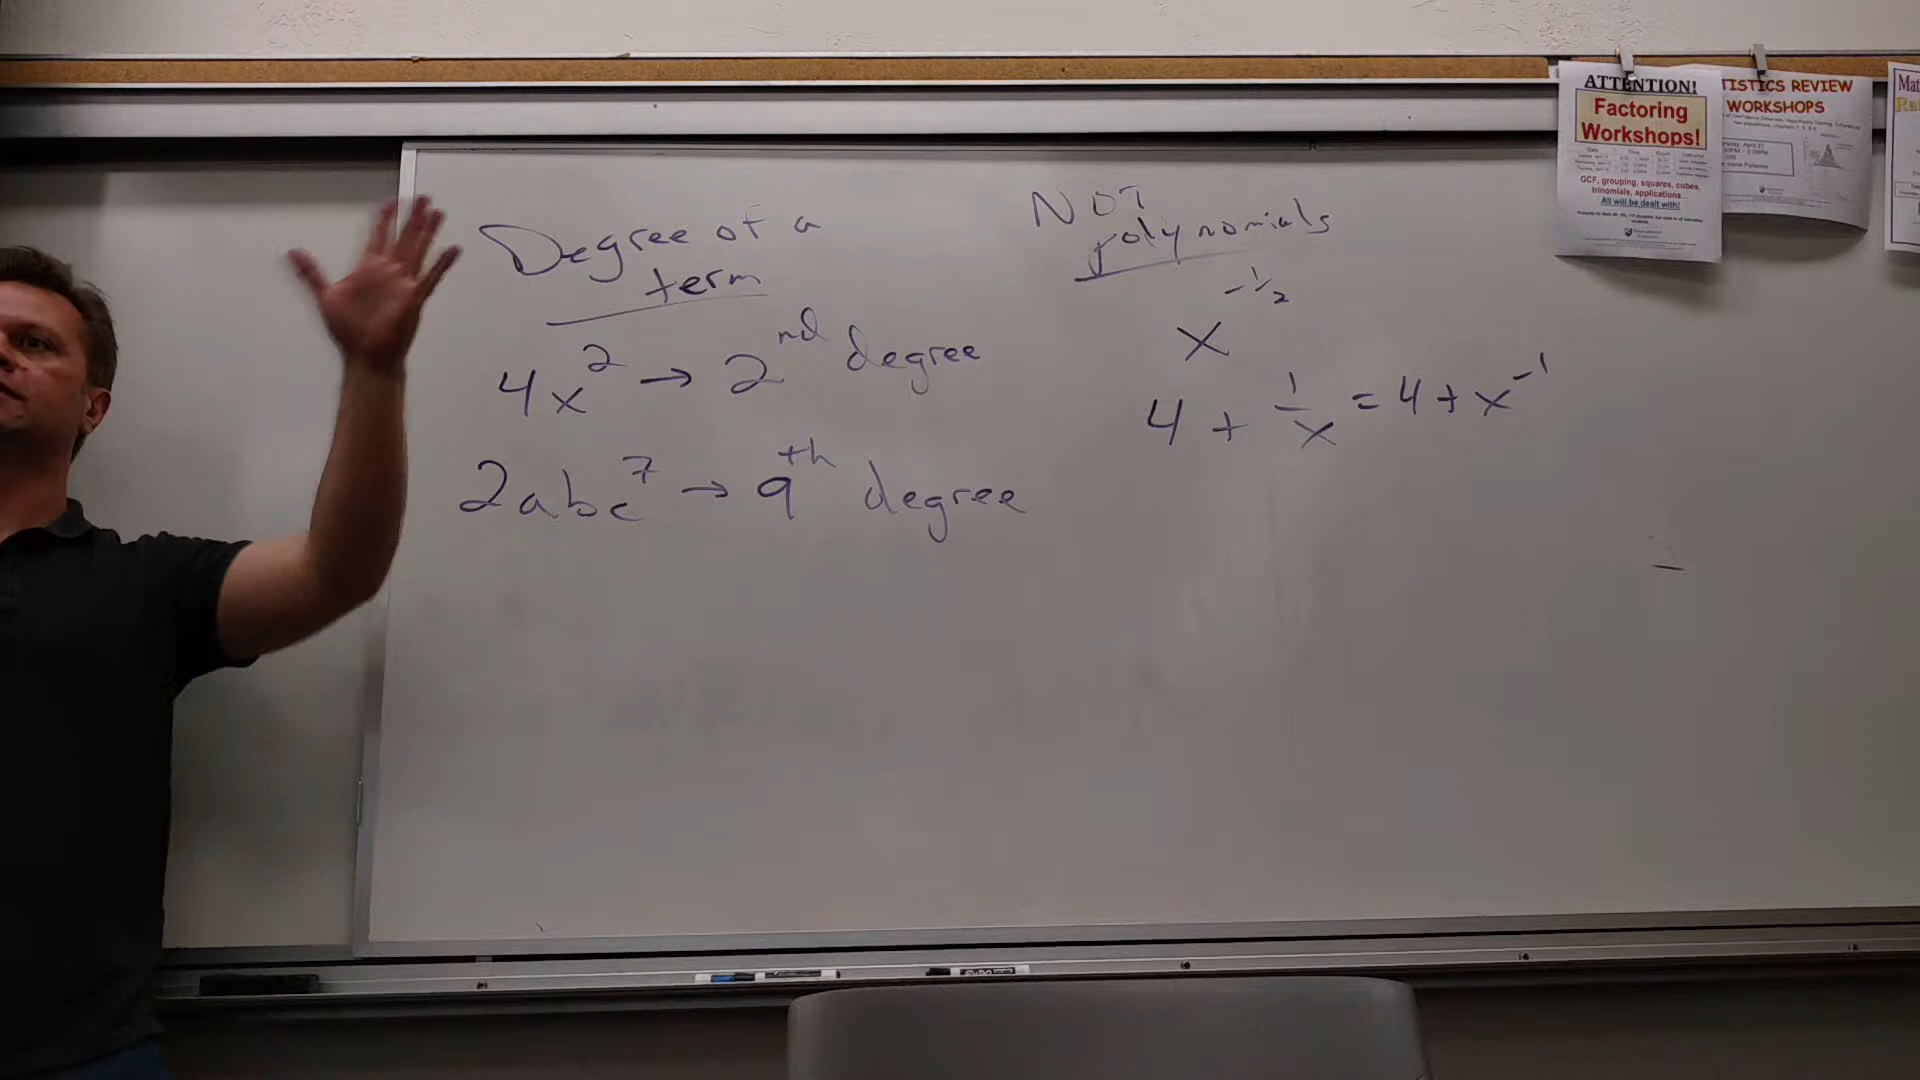 Degree of a
term
4x² → 2nd degree
2abc⁷ → 9th degree
NOT
polynomials
x^-1/2
4 + 1/x = 4 + x⁻¹
ATTENTION!
Factoring
Workshops!
GCF, grouping, squares, cubes,
trinomials, applications...
All will be dealt with!
TISTICS REVIEW
WORKSHOPS
Mat